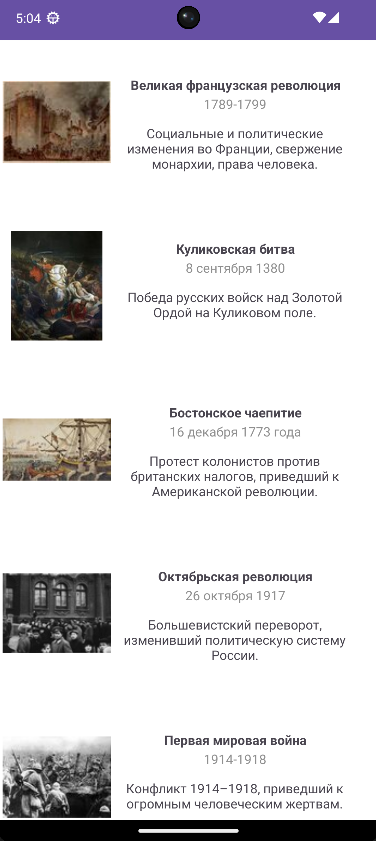 5:04
Великая французская революция
1789-1799
Социальные и политические
изменения во Франции, свержение
монархии, права человека.
Куликовская битва
8 сентября 1380
Победа русских войск над Золотой
Ордой на Куликовом поле.
Бостонское чаепитие
16 декабря 1773 года
Протест колонистов против
британских налогов, приведший к
Американской революции.
Октябрьская революция
26 октября 1917
Большевистский переворот,
изменивший политическую систему
России.
Первая мировая война
1914-1918
Конфликт 1914–1918, приведший к
огромным человеческим жертвам.